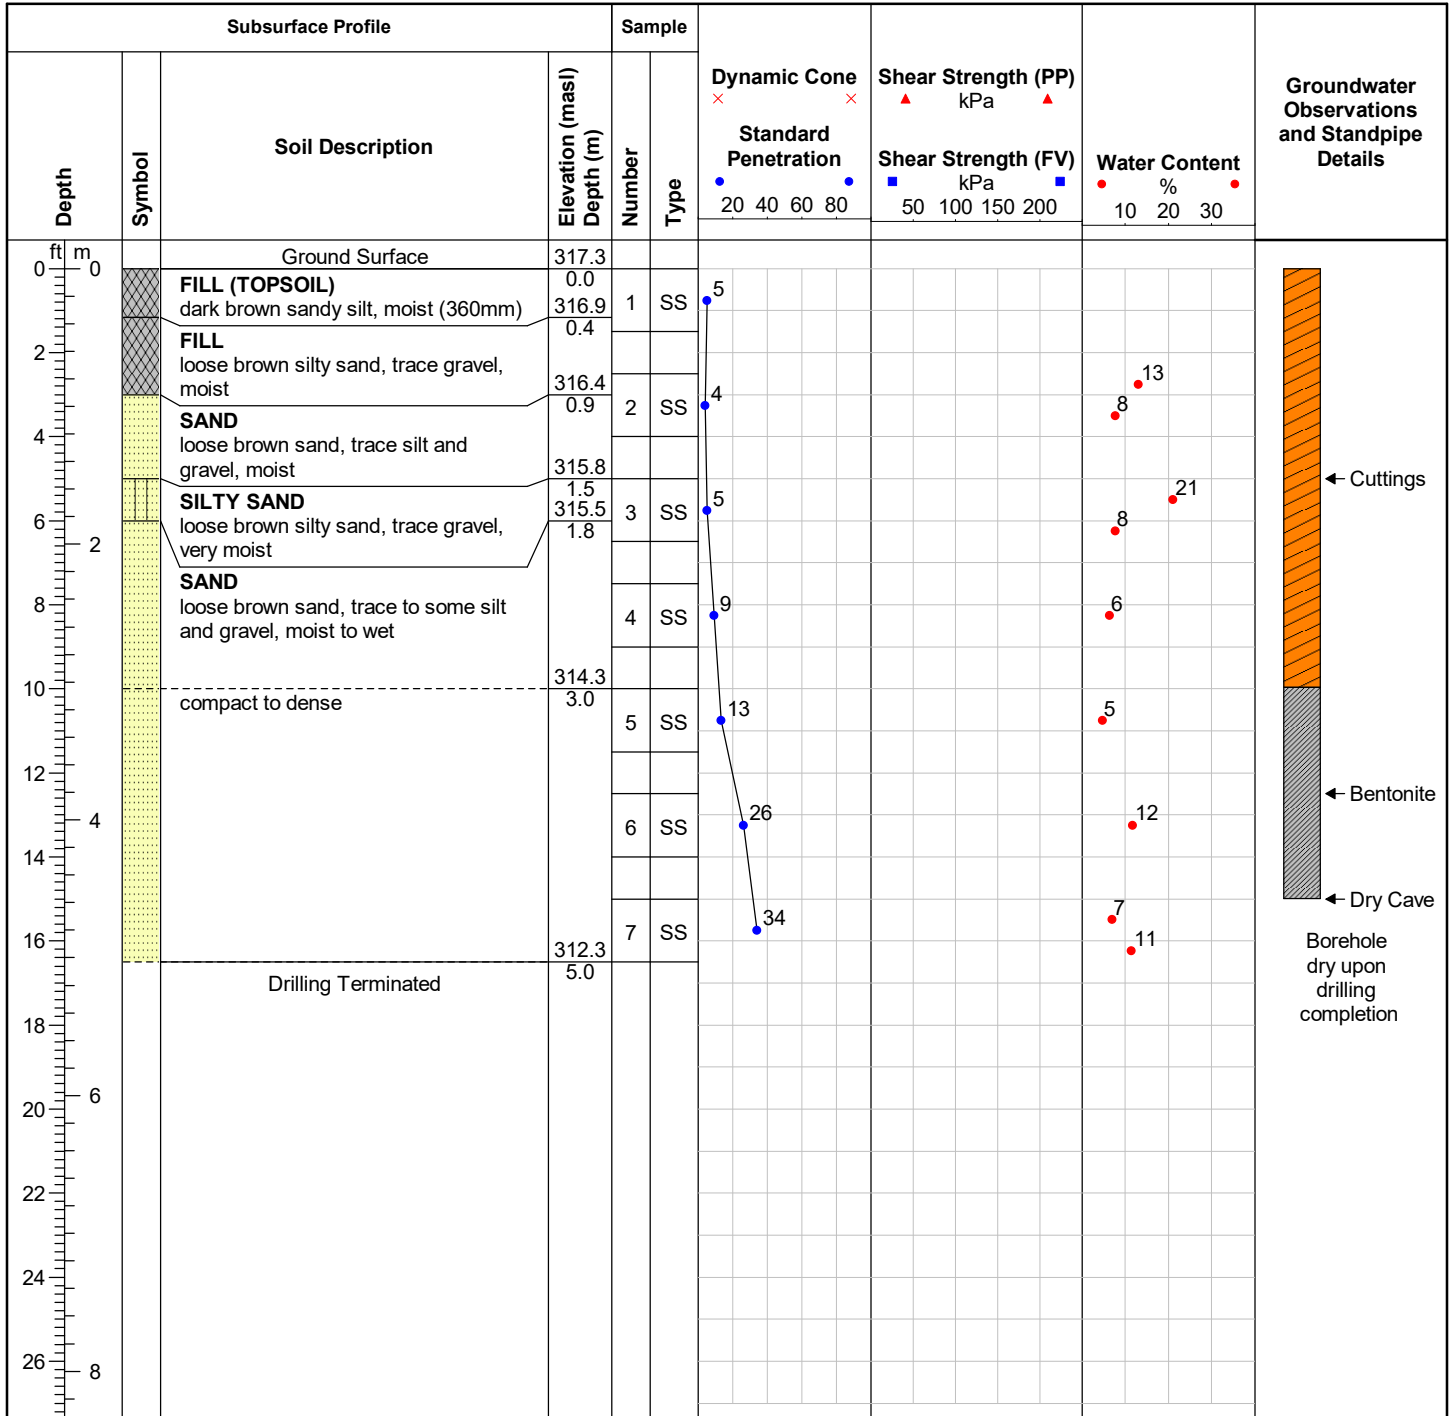 Subsurface Profile
Sample
Depth
Symbol
Soil Description
Elevation (masl)
Depth (m)
Number
Type
Dynamic Cone
Standard
Penetration
20 40 60 80
Shear Strength (PP)
kPa
Shear Strength (FV)
kPa
50 100 150 200
Water Content
%
10 20 30
Groundwater
Observations
and Standpipe
Details
ft m
Ground Surface
317.3
0 0
0.0
FILL (TOPSOIL)
dark brown sandy silt, moist (360mm)
316.9
0.4
1 SS
5
FILL
loose brown silty sand, trace gravel,
moist
316.4
0.9
2
2 SS
4
13
8
SAND
loose brown sand, trace silt and
gravel, moist
315.8
1.5
4
Cuttings
SILTY SAND
loose brown silty sand, trace gravel,
very moist
315.5
1.8
3 SS
5
21
8
6
2
SAND
loose brown sand, trace to some silt
and gravel, moist to wet
8
4 SS
9
6
314.3
3.0
10
compact to dense
5 SS
13
5
12
Bentonite
4
6 SS
26
12
14
Dry Cave
7 SS
34
7
11
16
312.3
5.0
Borehole
dry upon
drilling
completion
Drilling Terminated
18
6
20
22
24
26
8